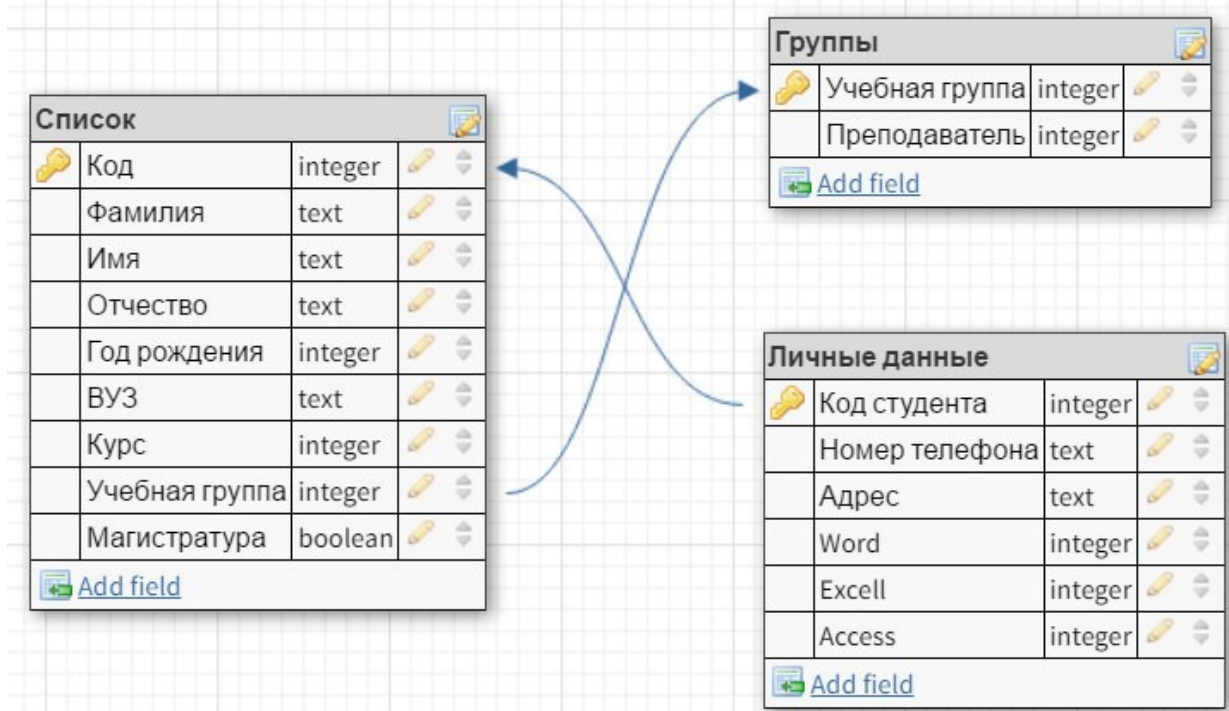 Список
Код integer
Фамилия text
Имя text
Отчество text
Год рождения integer
ВУЗ text
Курс integer
Учебная группа integer
Магистратура boolean
Add field
Группы
Учебная группа integer
Преподаватель integer
Add field
Личные данные
Код студента integer
Номер телефона text
Адрес text
Word integer
Excell integer
Access integer
Add field